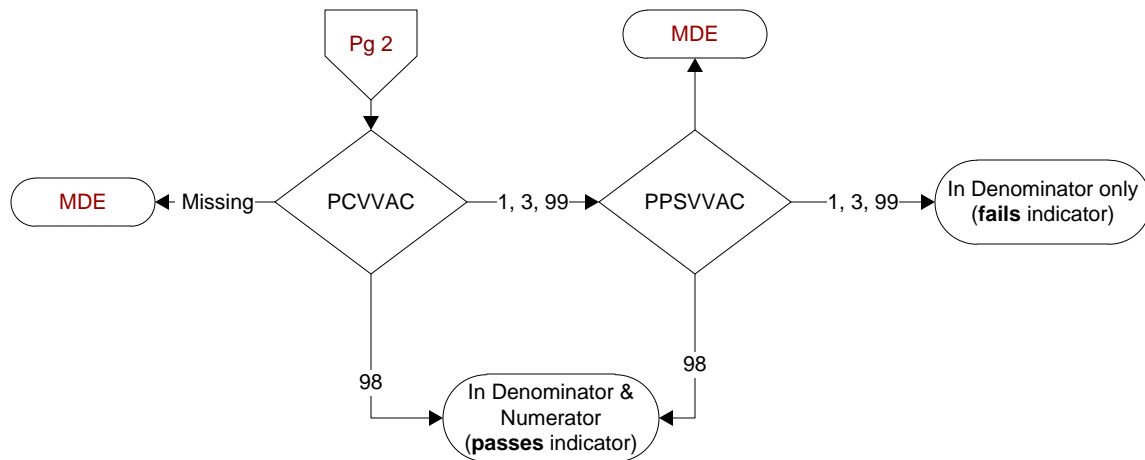 Pg 2
MDE
MDE
Missing
PCVVAC
1, 3, 99
PPSVVAC
1, 3, 99
In Denominator only
(fails indicator)
98
98
In Denominator &
Numerator
(passes indicator)